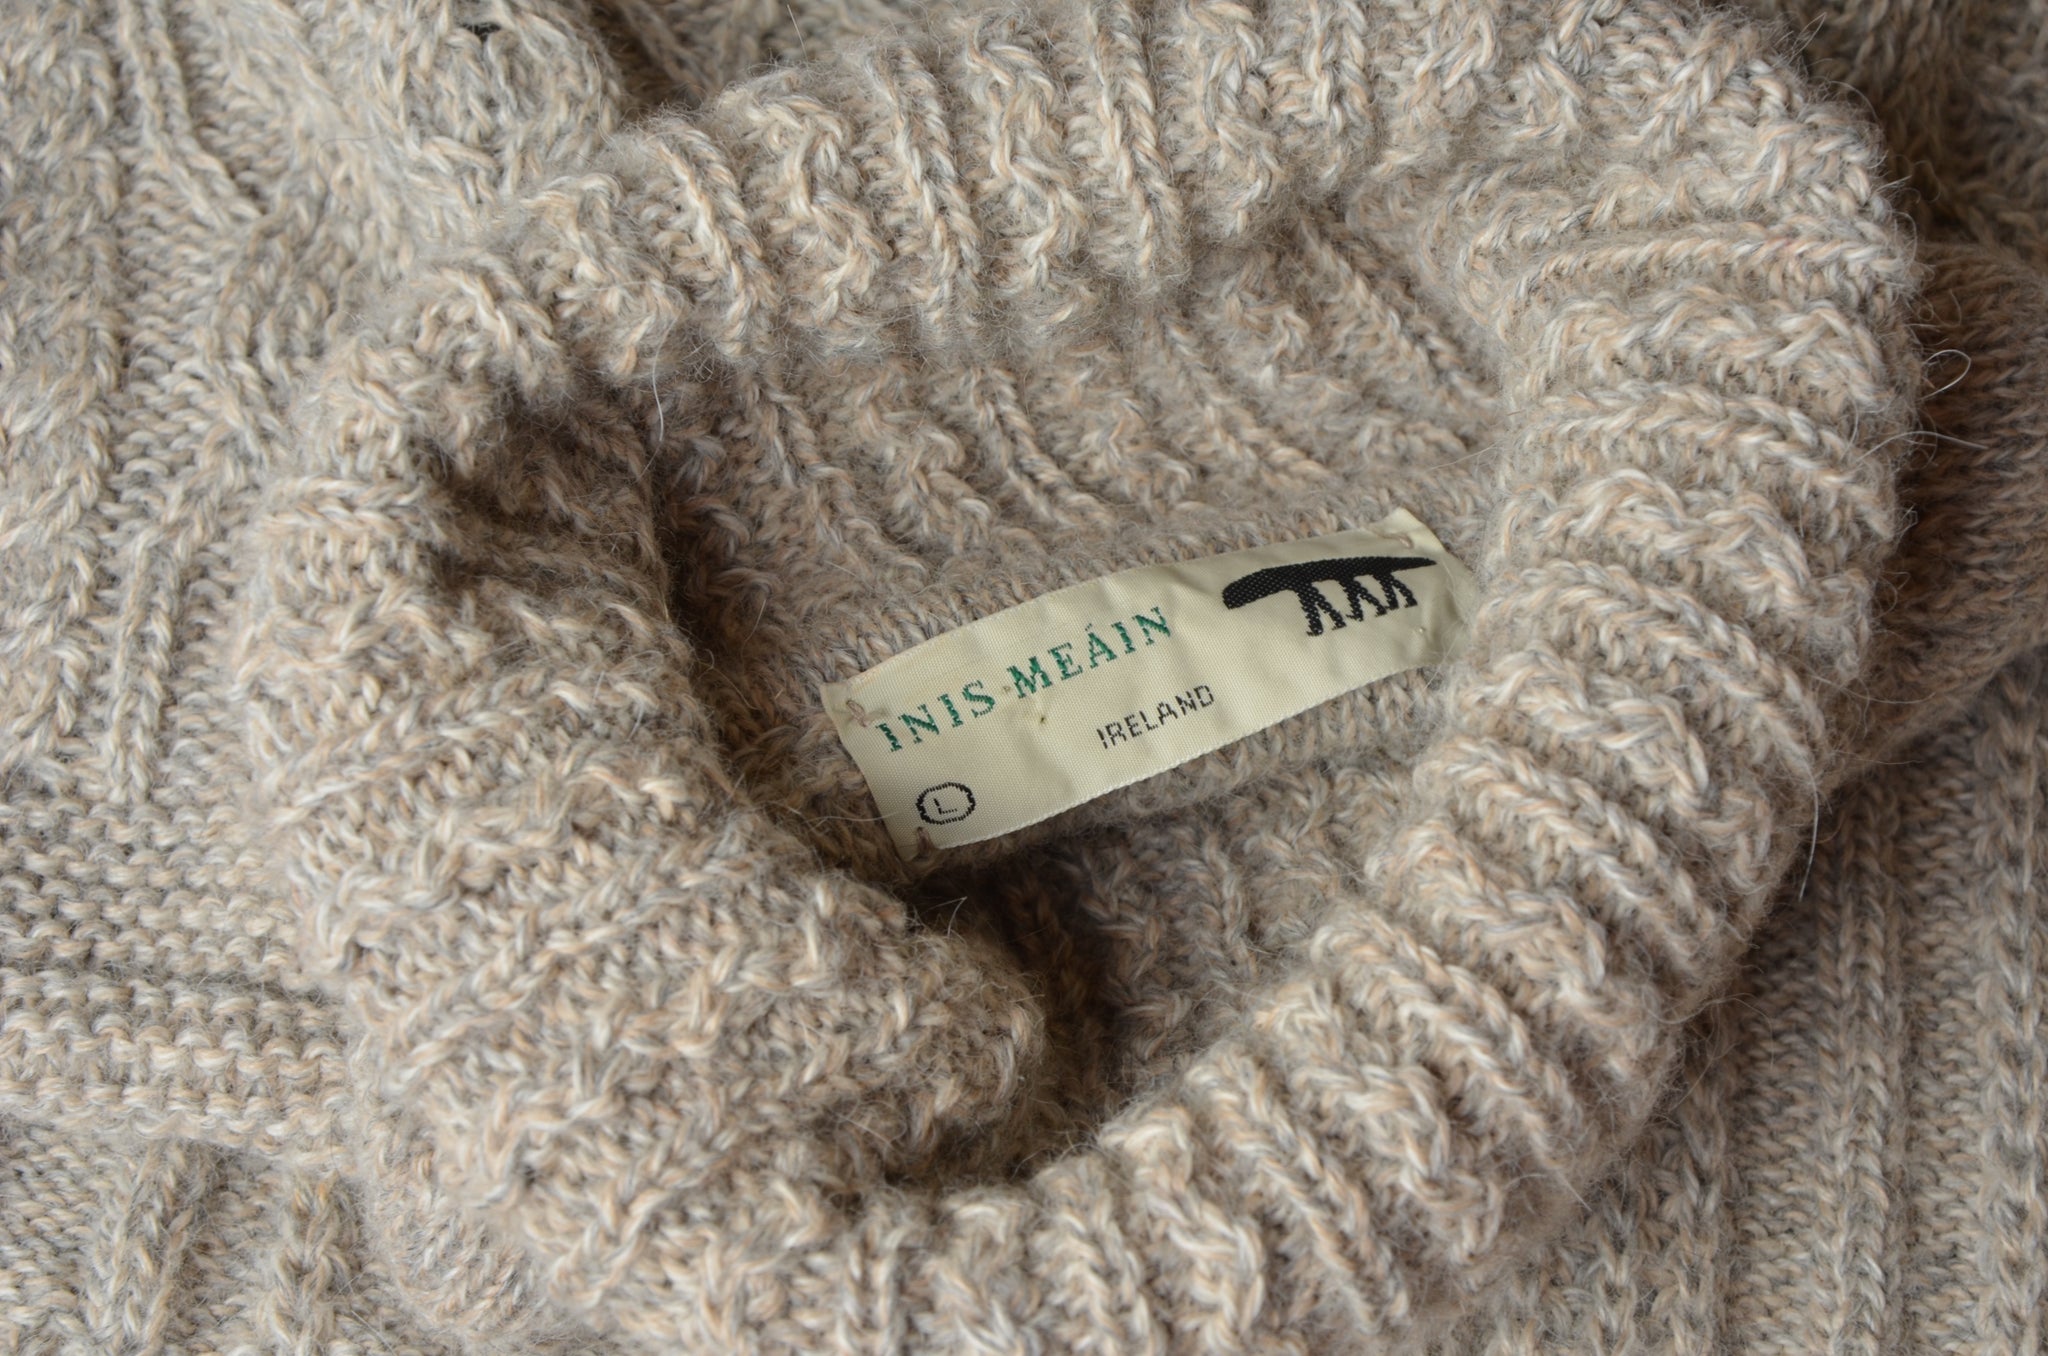 INIS MEÁIN
IRELAND
L